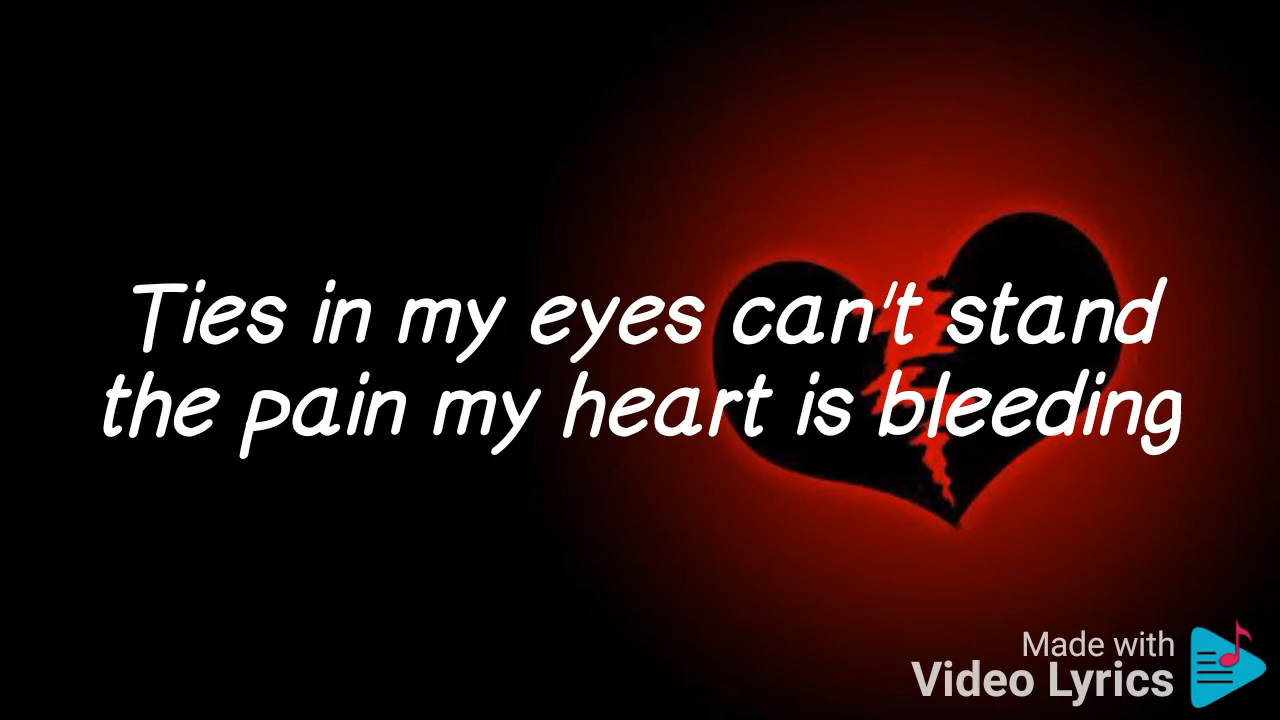 Ties in my eyes can't stand
the pain my heart is bleeding
Made with
Video Lyrics